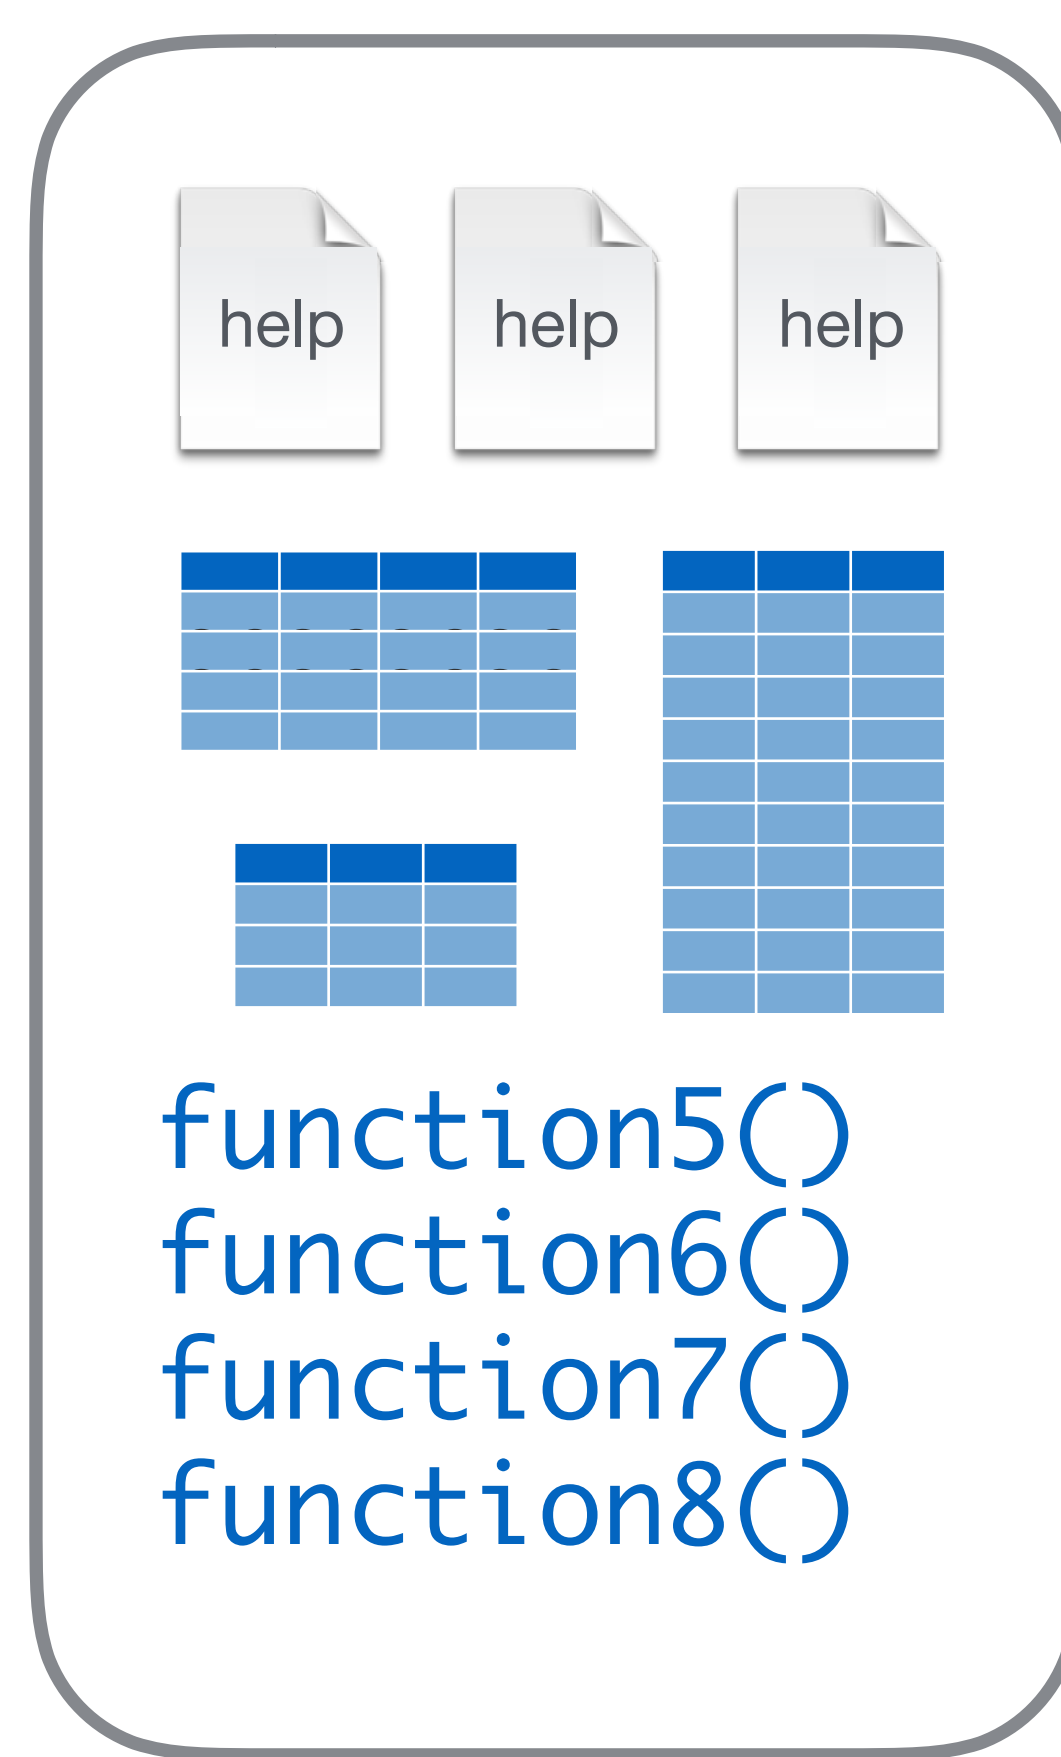 help help help
function5()
function6()
function7()
function8()